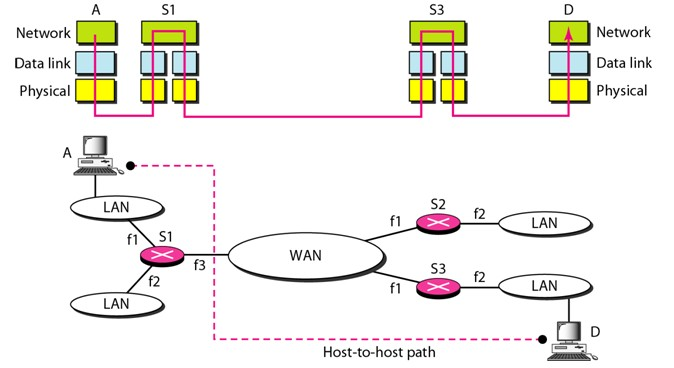 A S1 S3 D
Network Network
Data link Data link
Physical Physical
A
LAN
S2
f1 f2 LAN
f1 S1
WAN
f3
S3
f2
f1 f2 LAN
LAN
D
Host-to-host path